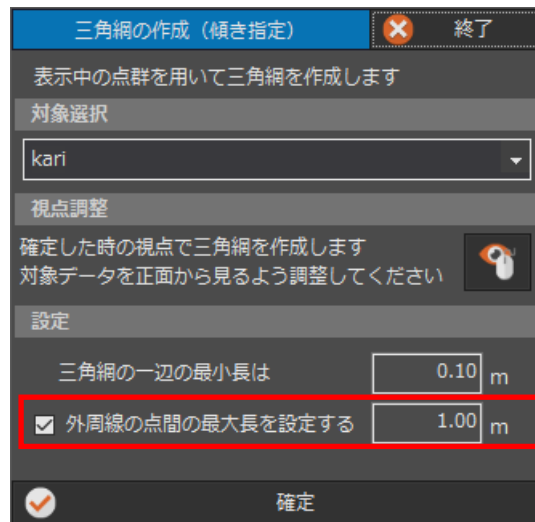 三角網の作成（傾き指定）
終了
表示中の点群を用いて三角網を作成します
対象選択
kari
視点調整
確定した時の視点で三角網を作成します
対象データを正面から見るよう調整してください
設定
三角網の一辺の最小長は 0.10 m
外周線の点間の最大長を設定する 1.00 m
確定